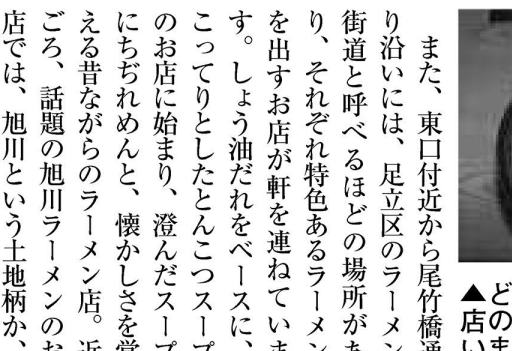 どのま
▲店い
また、東口付近から尾竹橋通
り沿いには、足立区のラーメン
街道と呼べるほどの場所があ
り、それぞれ特色あるラーメン
を出すお店が軒を連ねていま
す。しょう油だれをベースに、
こってりとしたとんこつスープ
のお店に始まり、澄んだスープ
にちぢれめんと、懐かしさを覚
える昔ながらのラーメン店。近
ごろ、話題の旭川ラーメンのお
店では、旭川という土地柄か、